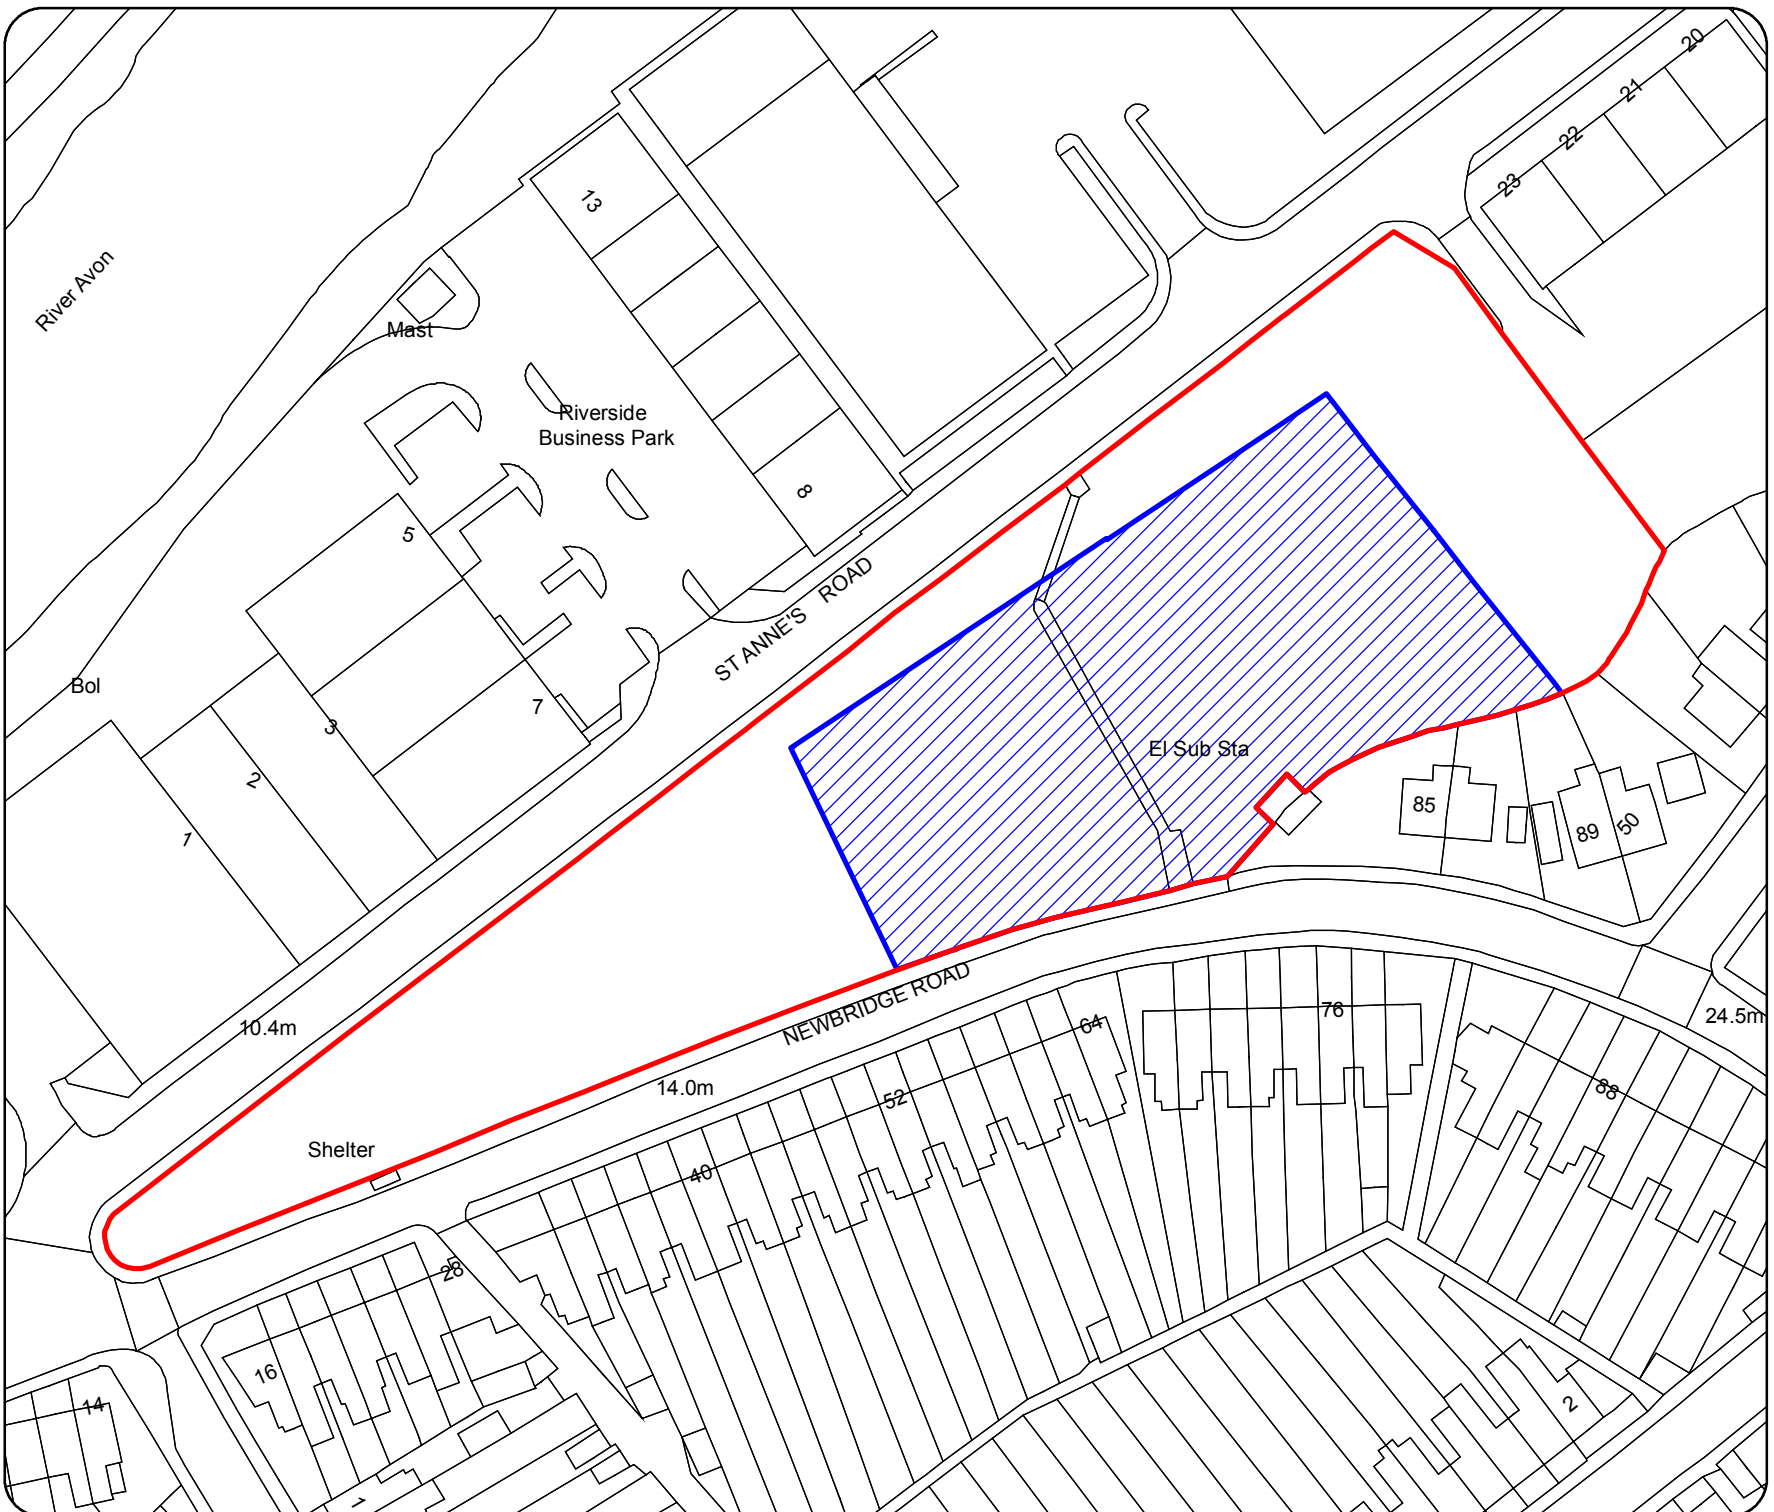 20
21
22
23
13
River Avon
Mast
Riverside
Business Park
8
5
ST ANNE'S ROAD
Bol
3
7
2
1
El Sub Sta
85
89
50
NEWBRIDGE ROAD
10.4m
14.0m
24.5m
64
76
52
88
40
Shelter
28
16
14
2
1